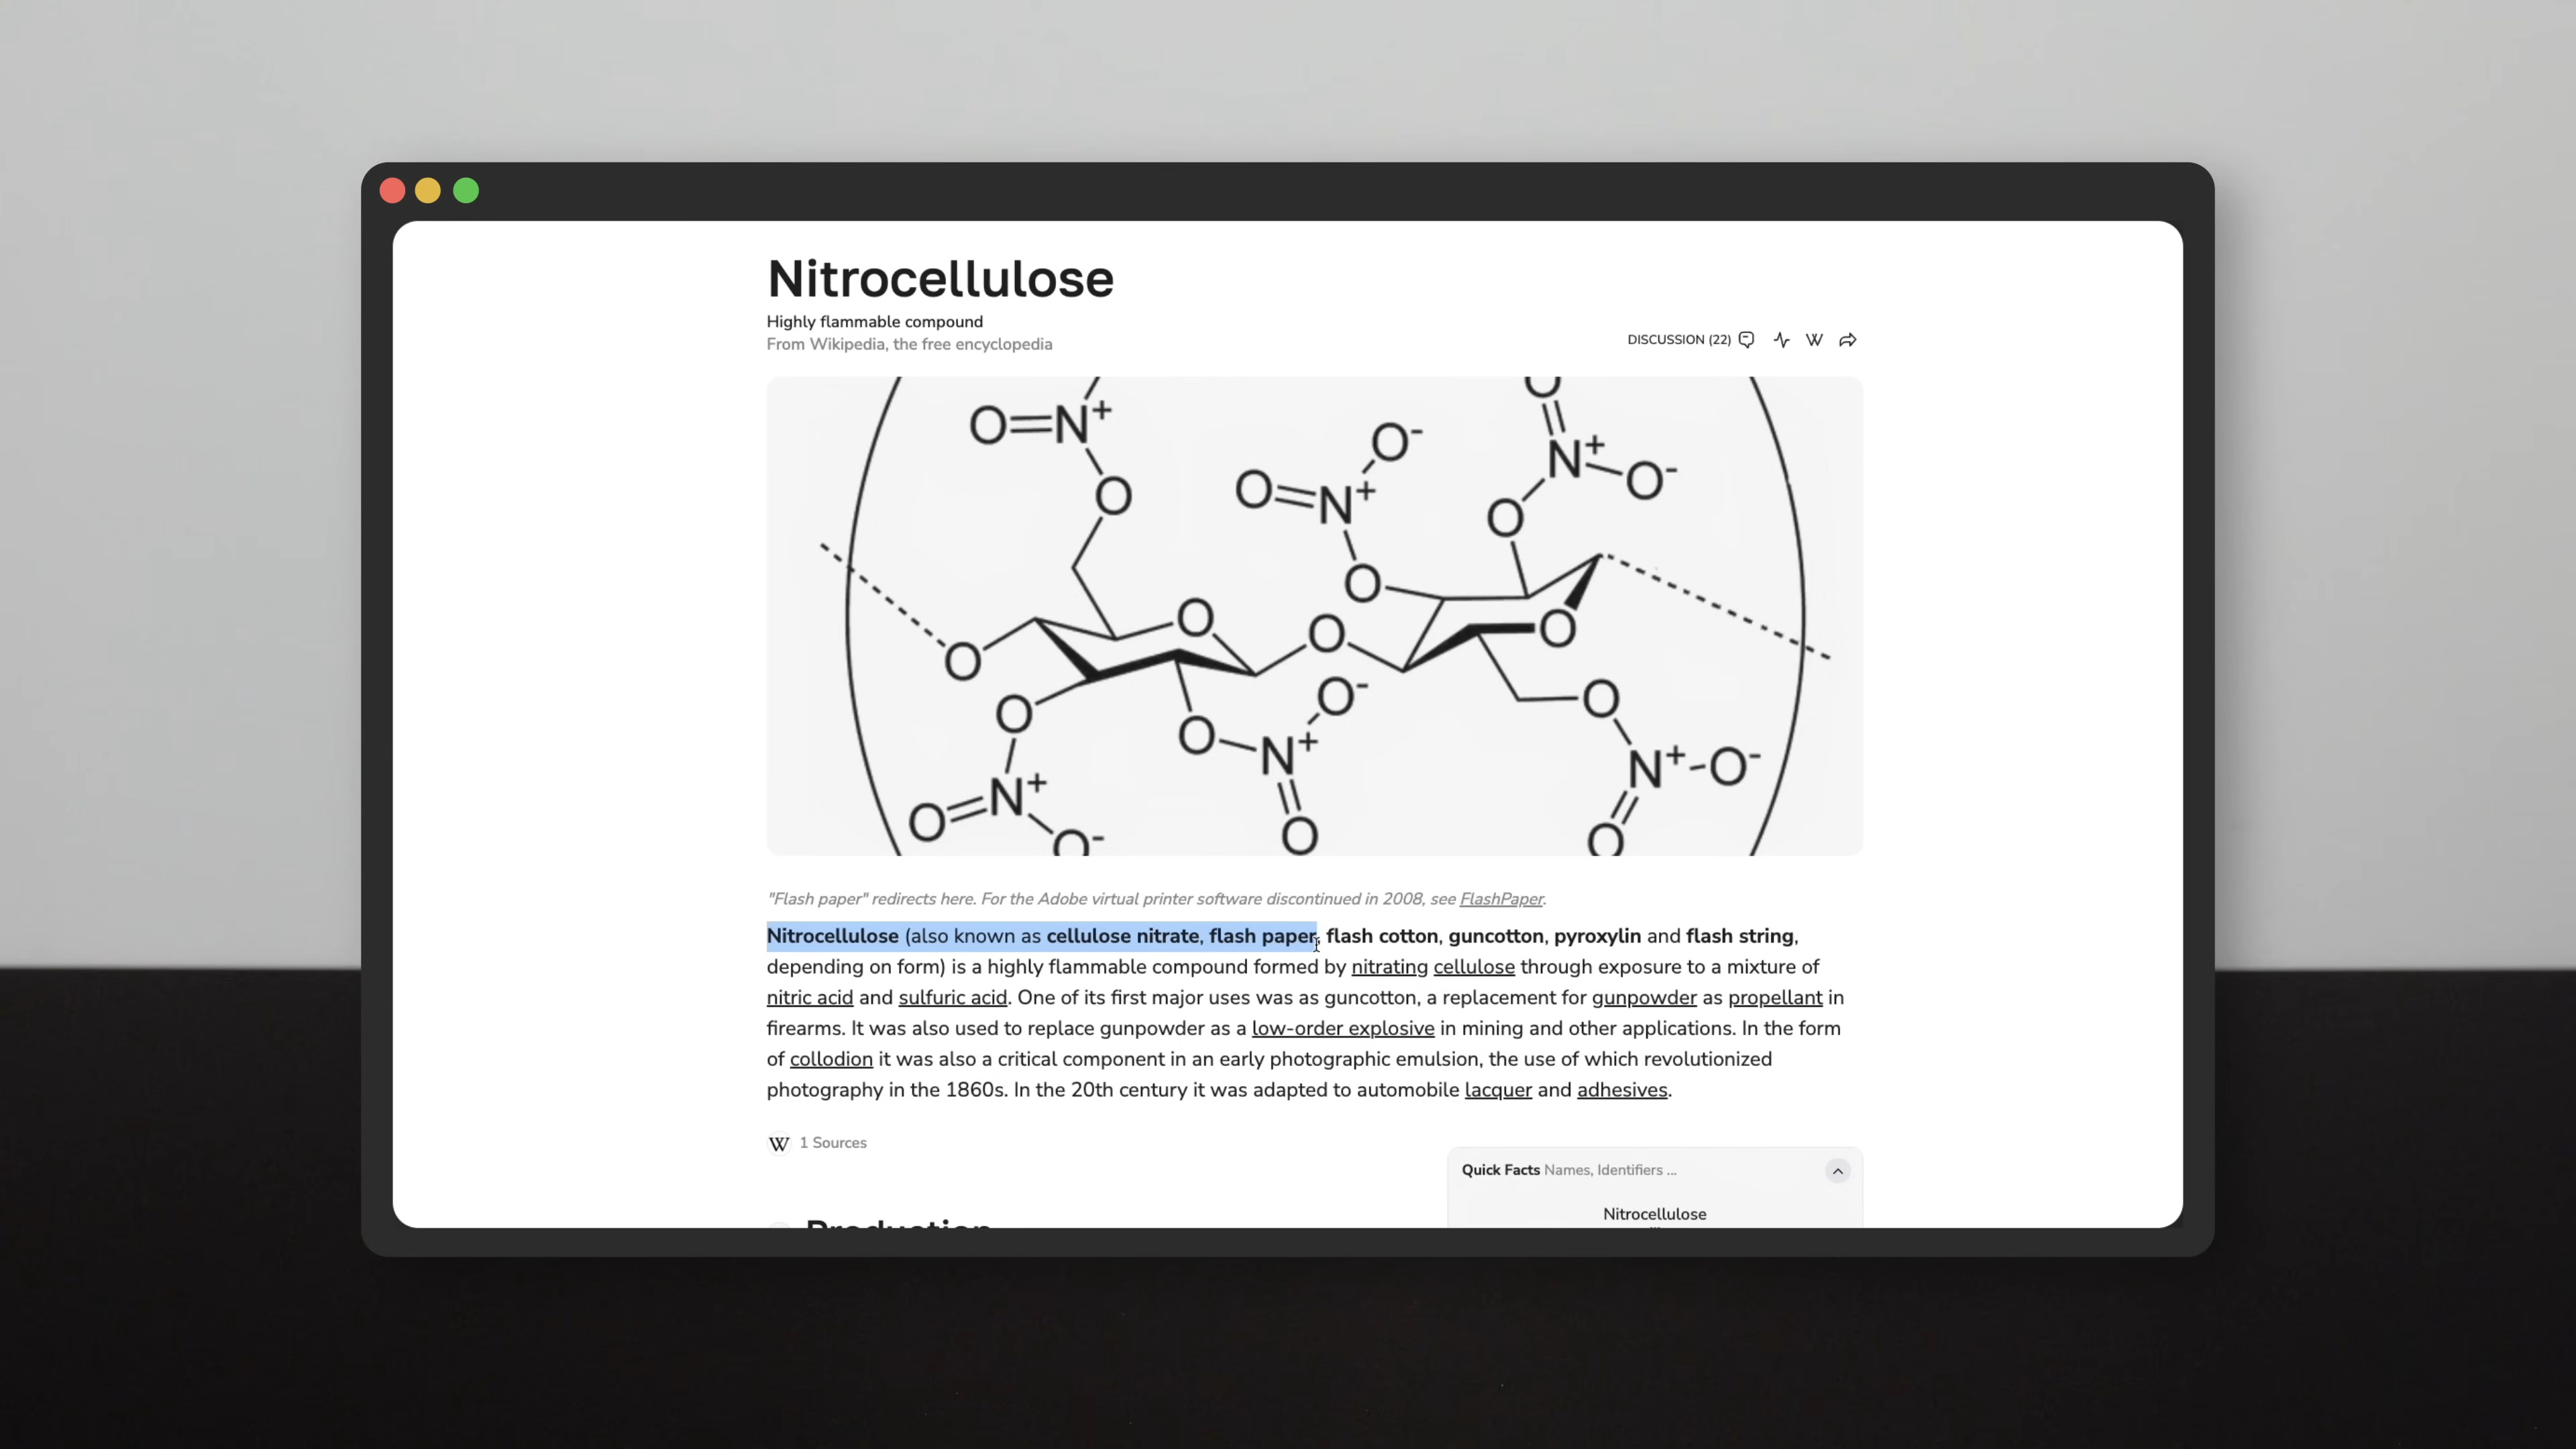 Nitrocellulose
Highly flammable compound
From Wikipedia, the free encyclopedia
DISCUSSION (22)
O=N+
O
O=N+
O-
O
O
N+
O-
O
O
O
O
O
O
O
N+
O-
O
O
N+
O-
O
O
N+-O-
O
"Flash paper" redirects here. For the Adobe virtual printer software discontinued in 2008, see FlashPaper.
Nitrocellulose (also known as cellulose nitrate, flash paper, flash cotton, guncotton, pyroxylin and flash string,
depending on form) is a highly flammable compound formed by nitrating cellulose through exposure to a mixture of
nitric acid and sulfuric acid. One of its first major uses was as guncotton, a replacement for gunpowder as propellant in
firearms. It was also used to replace gunpowder as a low-order explosive in mining and other applications. In the form
of collodion it was also a critical component in an early photographic emulsion, the use of which revolutionized
photography in the 1860s. In the 20th century it was adapted to automobile lacquer and adhesives.
W 1 Sources
Quick Facts Names, Identifiers ...
Nitrocellulose
Production